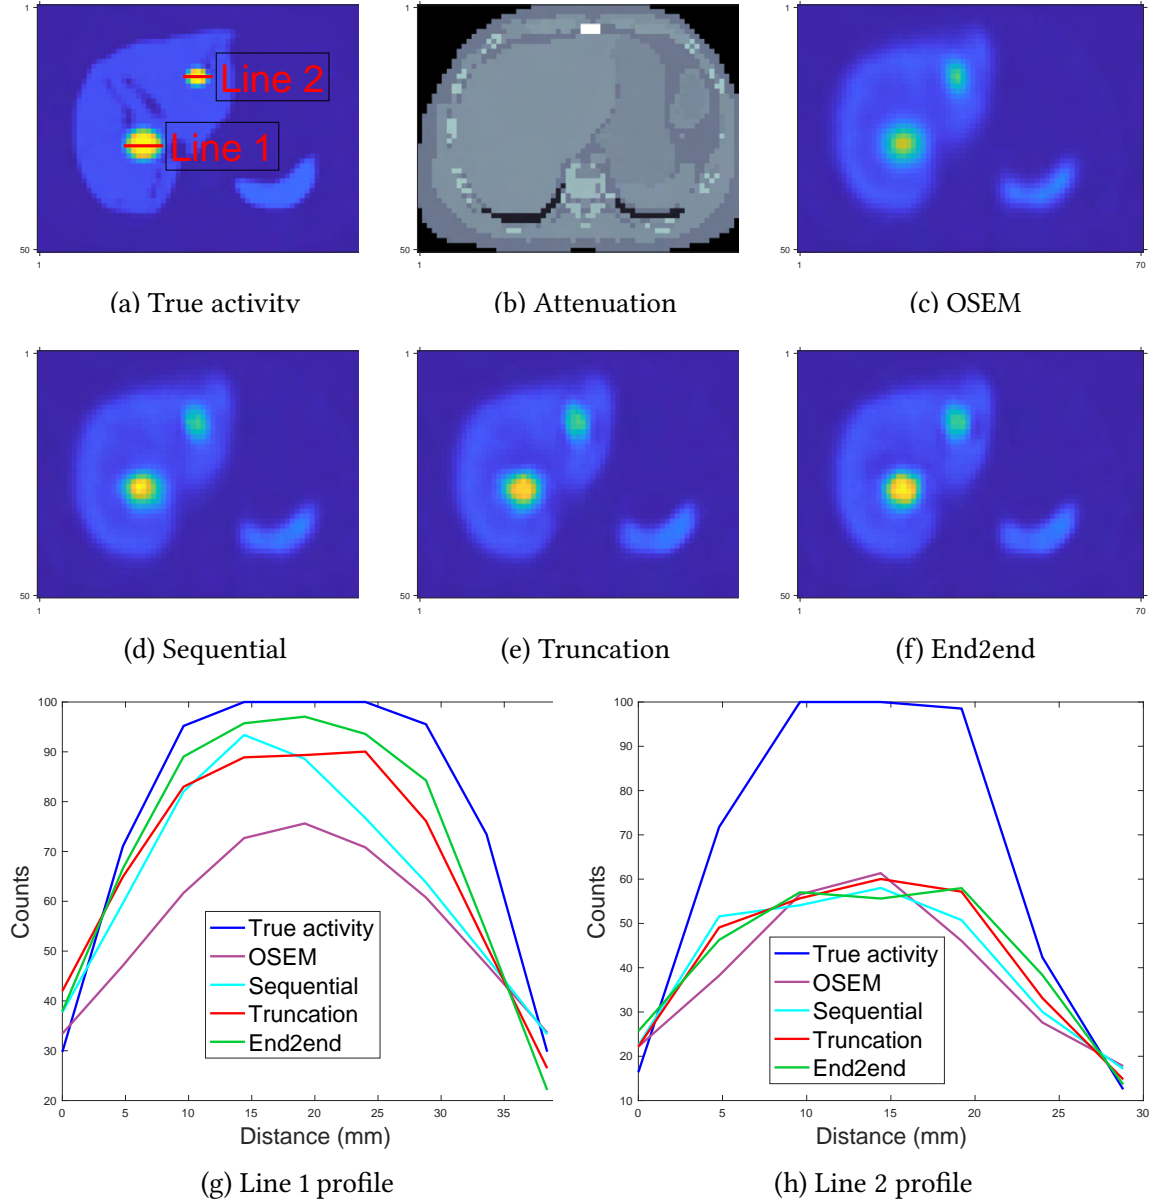 1
50
1
Line 2
Line 1
(a) True activity
1
50
1
(b) Attenuation
1
50
1
70
(c) OSEM
1
50
1
(d) Sequential
1
50
1
(e) Truncation
1
50
1
70
(f) End2end
100
90
80
70
60
50
40
30
20
Counts
0 5 10 15 20 25 30 35
Distance (mm)
True activity
OSEM
Sequential
Truncation
End2end
(g) Line 1 profile
100
90
80
70
60
50
40
30
20
10
Counts
0 5 10 15 20 25 30
Distance (mm)
True activity
OSEM
Sequential
Truncation
End2end
(h) Line 2 profile